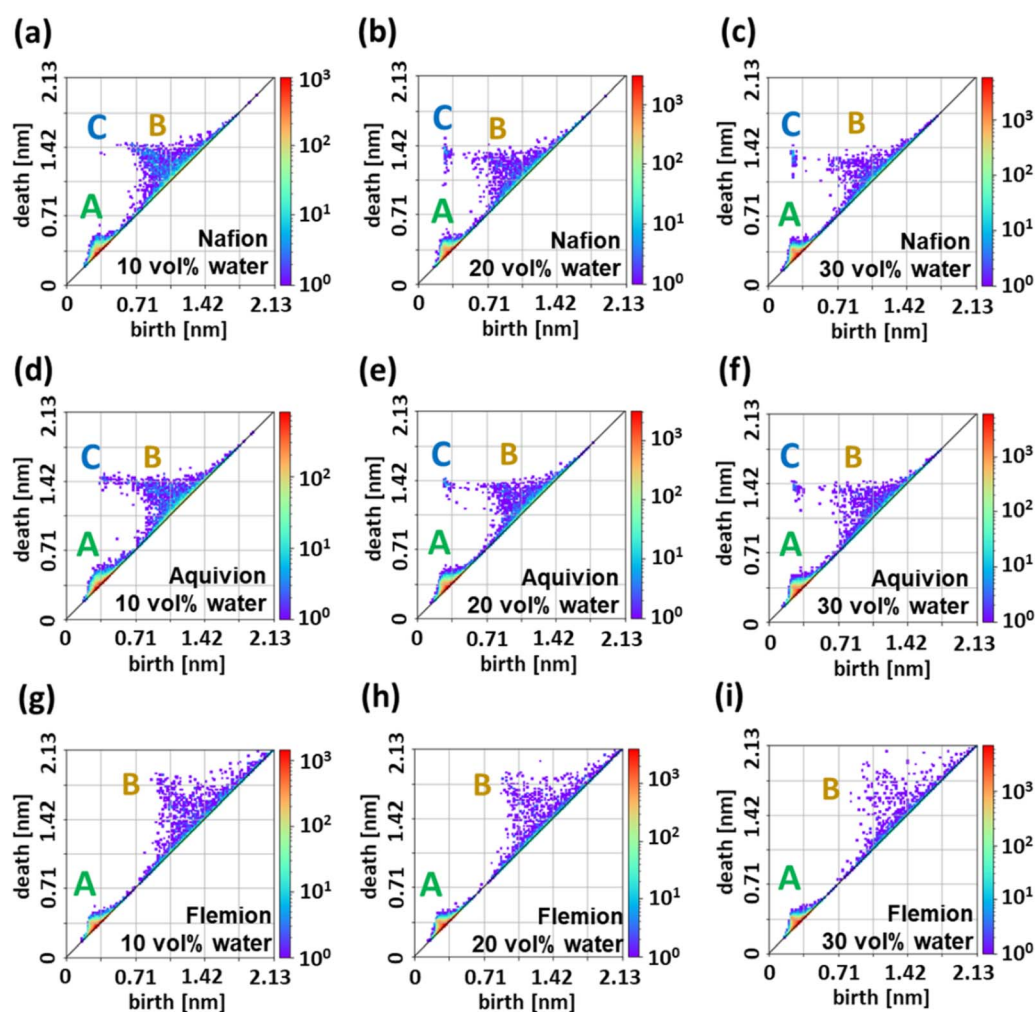 (a)
2.13
1.42
0.71
0
death [nm]
C
B
A
Nafion
10 vol% water
0 0.71 1.42 2.13
birth [nm]
10³
10²
10¹
10⁰
(b)
2.13
1.42
0.71
0
death [nm]
C
B
A
Nafion
20 vol% water
0 0.71 1.42 2.13
birth [nm]
10³
10²
10¹
10⁰
(c)
2.13
1.42
0.71
0
death [nm]
C
B
A
Nafion
30 vol% water
0 0.71 1.42 2.13
birth [nm]
10³
10²
10¹
10⁰
(d)
2.13
1.42
0.71
0
death [nm]
C
B
A
Aquivion
10 vol% water
0 0.71 1.42 2.13
birth [nm]
10²
10¹
10⁰
(e)
2.13
1.42
0.71
0
death [nm]
C
B
A
Aquivion
20 vol% water
0 0.71 1.42 2.13
birth [nm]
10³
10²
10¹
10⁰
(f)
2.13
1.42
0.71
0
death [nm]
C
B
A
Aquivion
30 vol% water
0 0.71 1.42 2.13
birth [nm]
10³
10²
10¹
10⁰
(g)
2.13
1.42
0.71
0
death [nm]
B
A
Flemion
10 vol% water
0 0.71 1.42 2.13
birth [nm]
10³
10²
10¹
10⁰
(h)
2.13
1.42
0.71
0
death [nm]
B
A
Flemion
20 vol% water
0 0.71 1.42 2.13
birth [nm]
10³
10²
10¹
10⁰
(i)
2.13
1.42
0.71
0
death [nm]
B
A
Flemion
30 vol% water
0 0.71 1.42 2.13
birth [nm]
10³
10²
10¹
10⁰